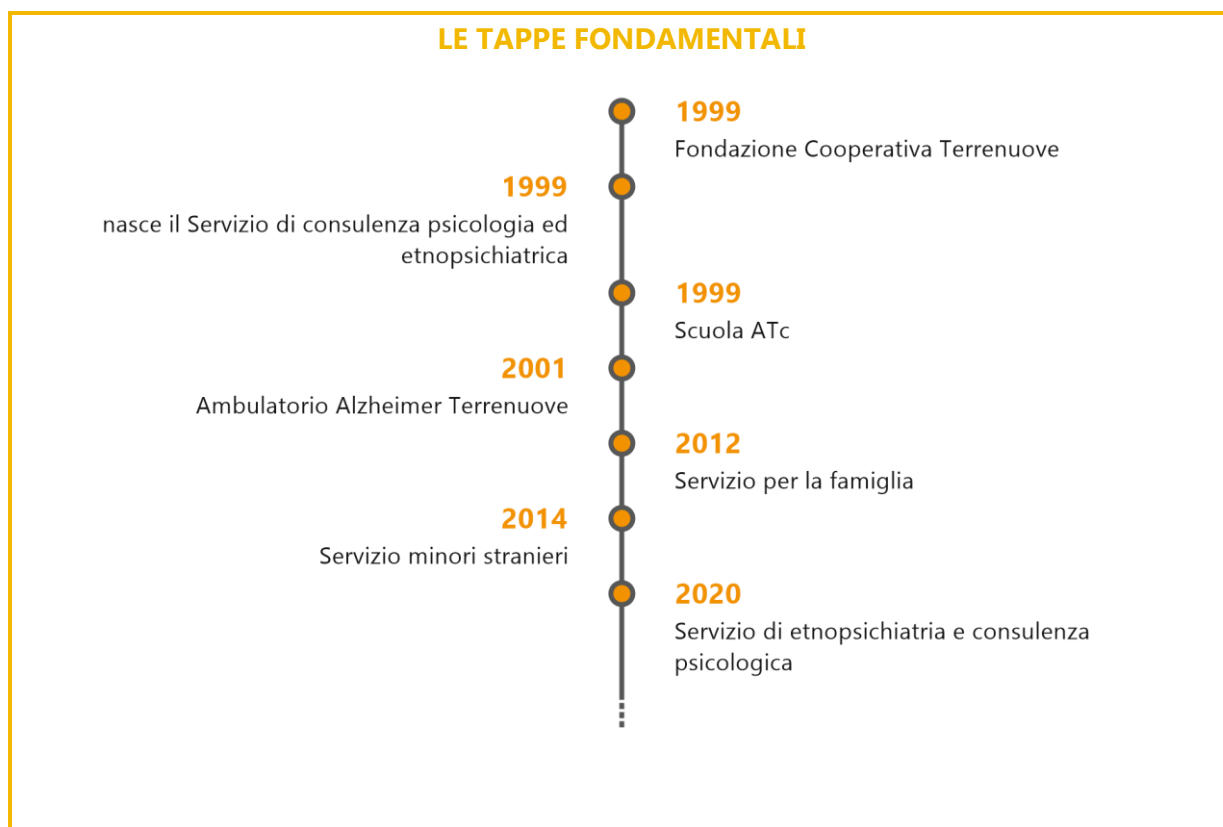 LE TAPPE FONDAMENTALI
1999
Fondazione Cooperativa Terrenuove
1999
nasce il Servizio di consulenza psicologia ed
etnopsichiatrica
1999
Scuola ATc
2001
Ambulatorio Alzheimer Terrenuove
2012
Servizio per la famiglia
2014
Servizio minori stranieri
2020
Servizio di etnopsichiatria e consulenza
psicologica